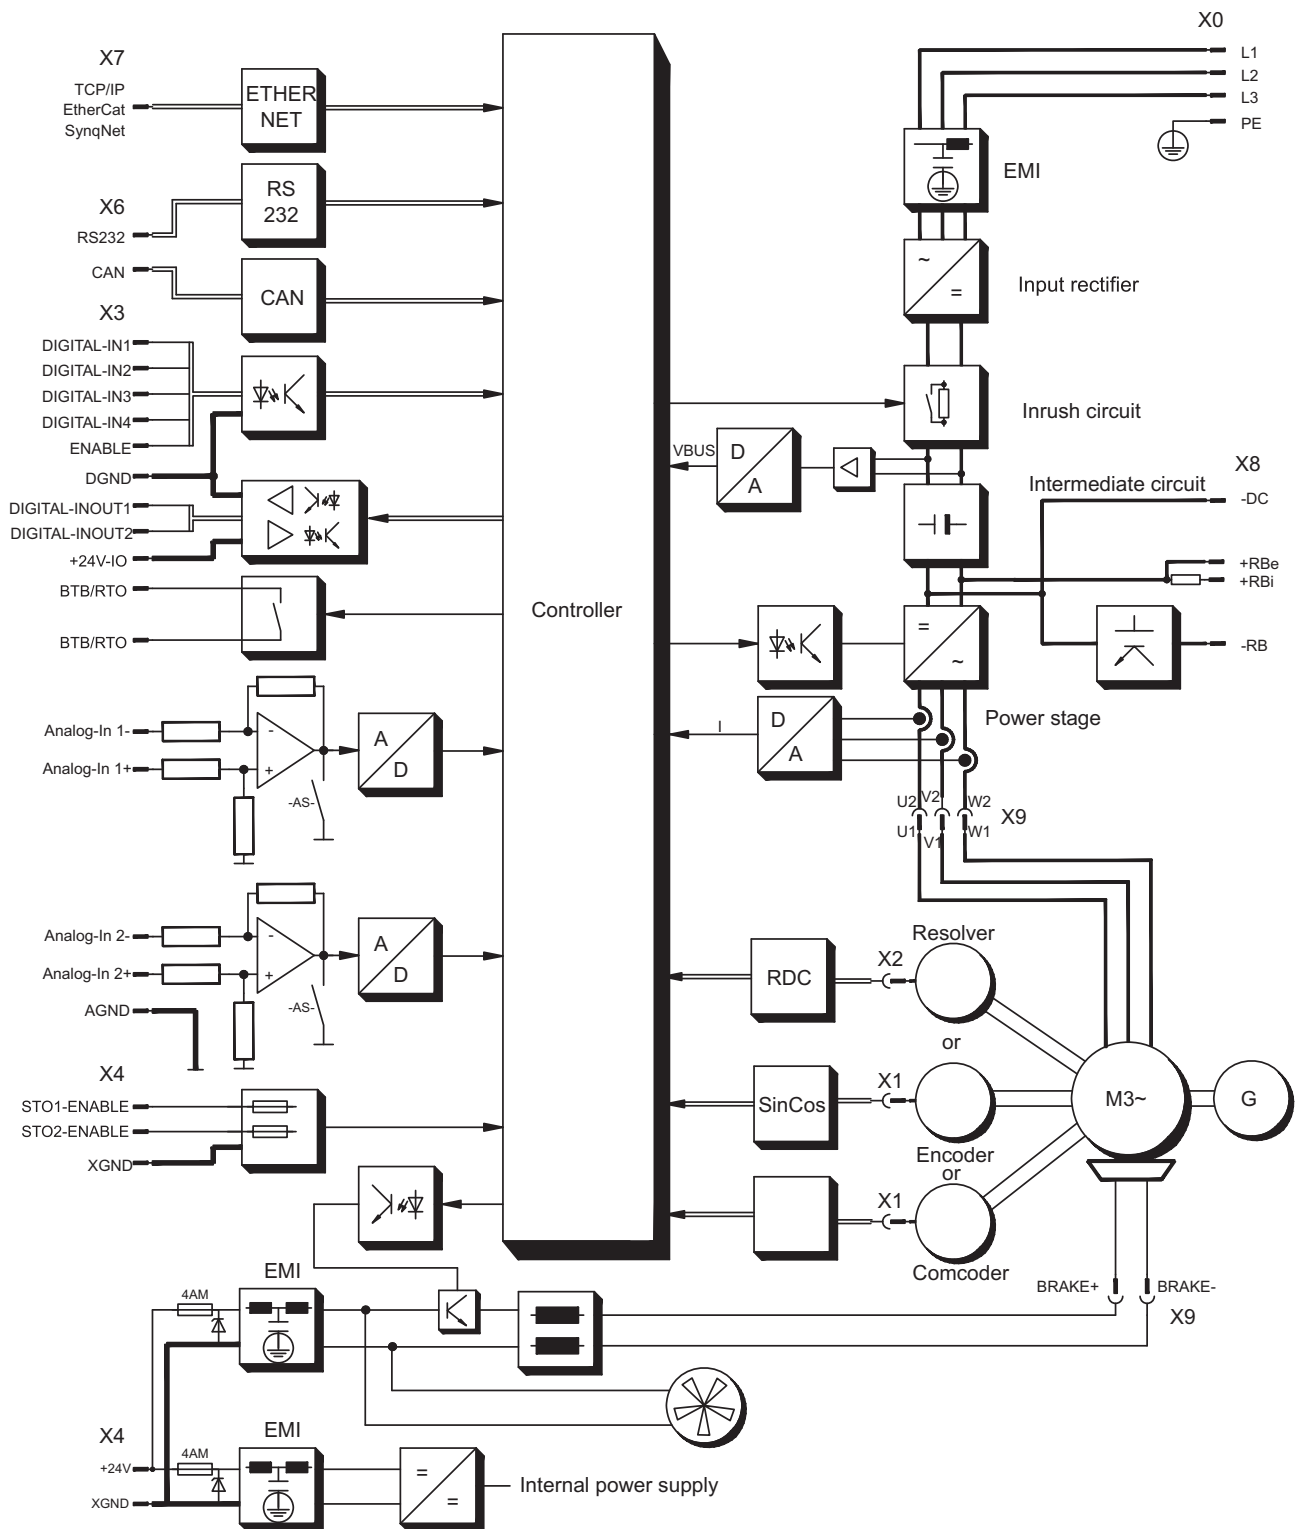 X7
TCP/IP
EtherCat
SynqNet
ETHER
NET
X6
RS232
RS
232
CAN
CAN
X3
DIGITAL-IN1
DIGITAL-IN2
DIGITAL-IN3
DIGITAL-IN4
ENABLE
DGND
DIGITAL-INOUT1
DIGITAL-INOUT2
+24V-IO
BTB/RTO
BTB/RTO
Analog-In 1-
Analog-In 1+
-
+
-AS-
A
D
Analog-In 2-
Analog-In 2+
-
+
-AS-
A
D
AGND
X4
STO1-ENABLE
STO2-ENABLE
XGND
Controller
X0
L1
L2
L3
PE
EMI
~
=
Input rectifier
Inrush circuit
VBUS
D
A
X8
Intermediate circuit
-DC
+RBe
+RBi
-RB
=
~
Power stage
I
D
A
U2
V2
W2
X9
U1
V1
W1
Resolver
RDC
X2
or
SinCos
X1
M3~
G
Encoder
or
X1
Comcoder
BRAKE+
BRAKE-
X9
EMI
4AM
X4
EMI
4AM
+24V
XGND
=
=
Internal power supply